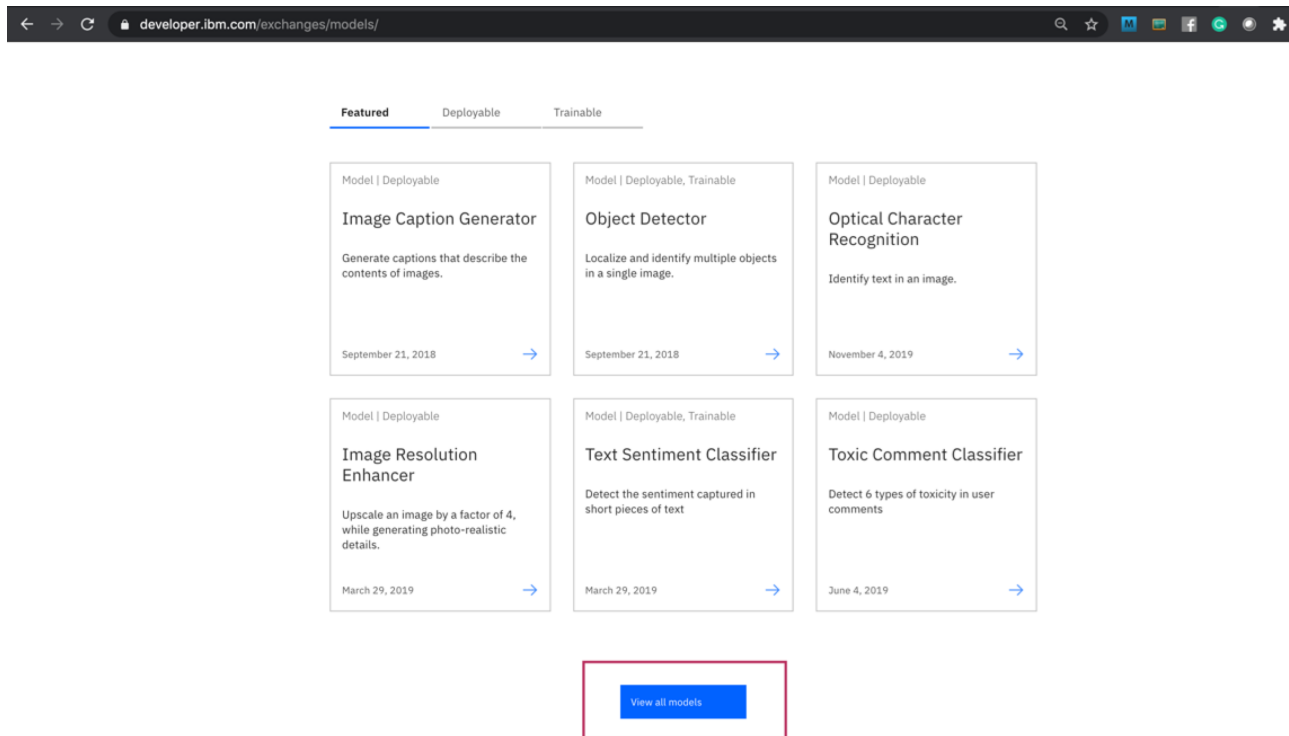 developer.ibm.com/exchanges/models/
Featured
Deployable
Trainable
Model | Deployable
Image Caption Generator
Generate captions that describe the
contents of images.
September 21, 2018
Model | Deployable, Trainable
Object Detector
Localize and identify multiple objects
in a single image.
September 21, 2018
Model | Deployable
Optical Character
Recognition
Identify text in an image.
November 4, 2019
Model | Deployable
Image Resolution
Enhancer
Upscale an image by a factor of 4,
while generating photo-realistic
details.
March 29, 2019
Model | Deployable, Trainable
Text Sentiment Classifier
Detect the sentiment captured in
short pieces of text
March 29, 2019
Model | Deployable
Toxic Comment Classifier
Detect 6 types of toxicity in user
comments
June 4, 2019
View all models